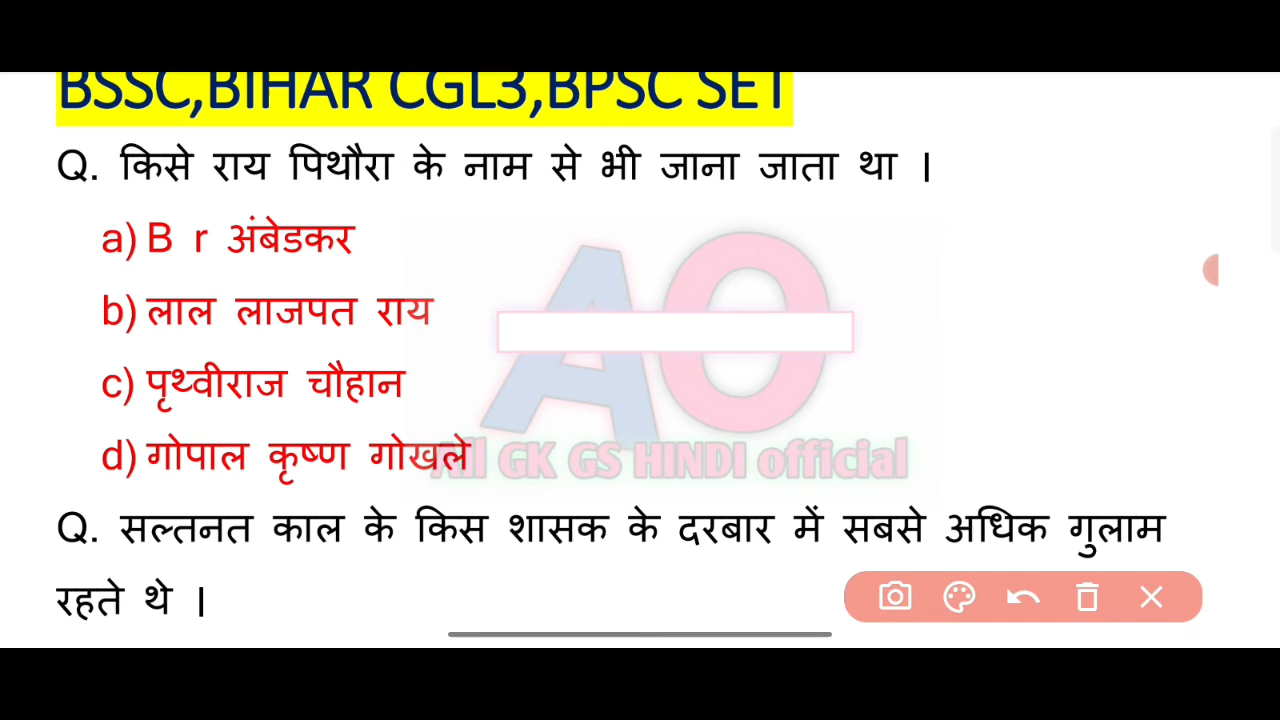 BSSC,BIHAR CGL3,BPSC SET
Q. किसे राय पिथौरा के नाम से भी जाना जाता था ।
a) B r अंबेडकर
b) लाल लाजपत राय
c) पृथ्वीराज चौहान
d) गोपाल कृष्ण गोखले
AO
All GK GS HINDI official
Q. सल्तनत काल के किस शासक के दरबार में सबसे अधिक गुलाम
रहते थे ।